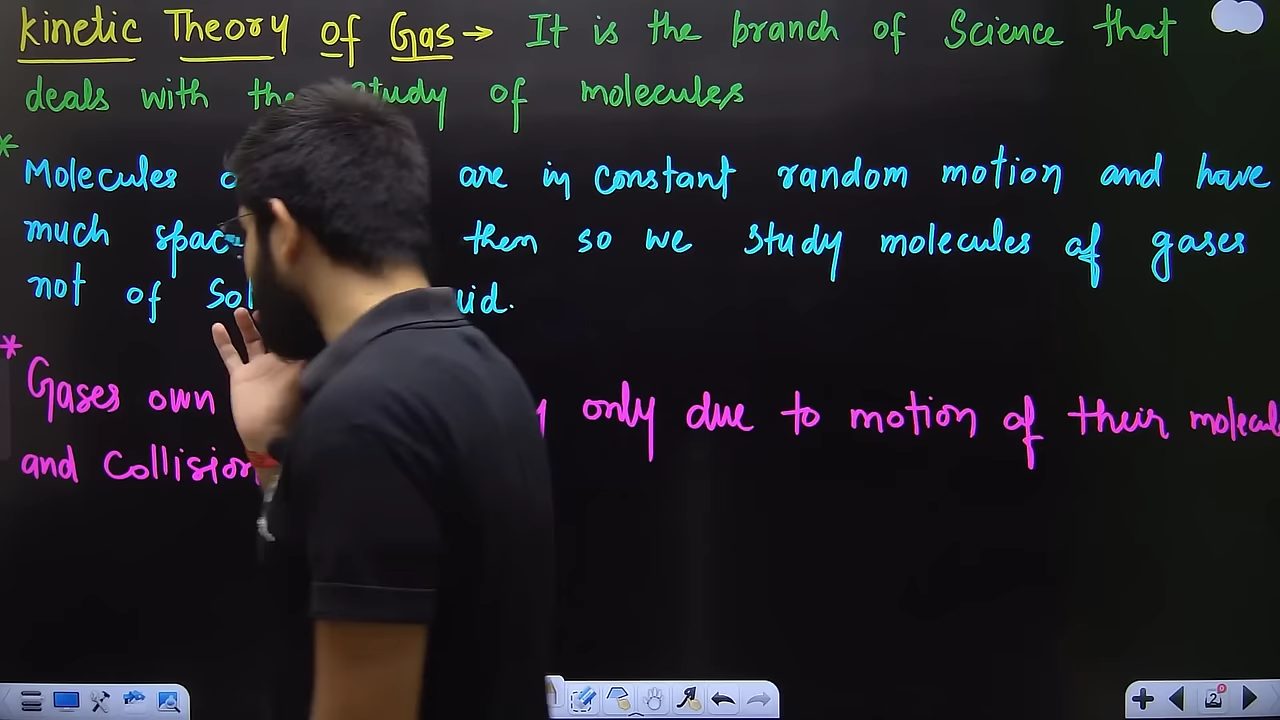 Kinetic Theory of Gas → It is the branch of Science that
deals with the study of molecules
* Molecules are in constant random motion and have
much them so we study molecules of gases
not of
* Gases own only due to motion of their
and Collision
2